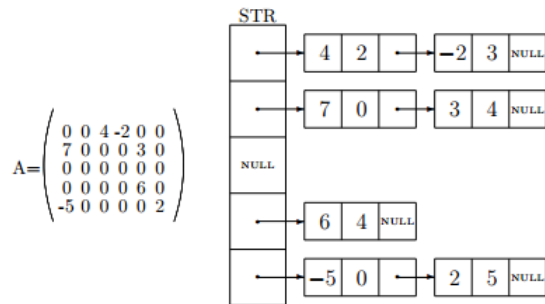 STR
4 2 -2 3 NULL
7 0 3 4 NULL
NULL
6 4 NULL
-5 0 2 5 NULL
A=
0 0 4 -2 0 0
7 0 0 0 3 0
0 0 0 0 0 0
0 0 0 0 6 0
-5 0 0 0 0 2